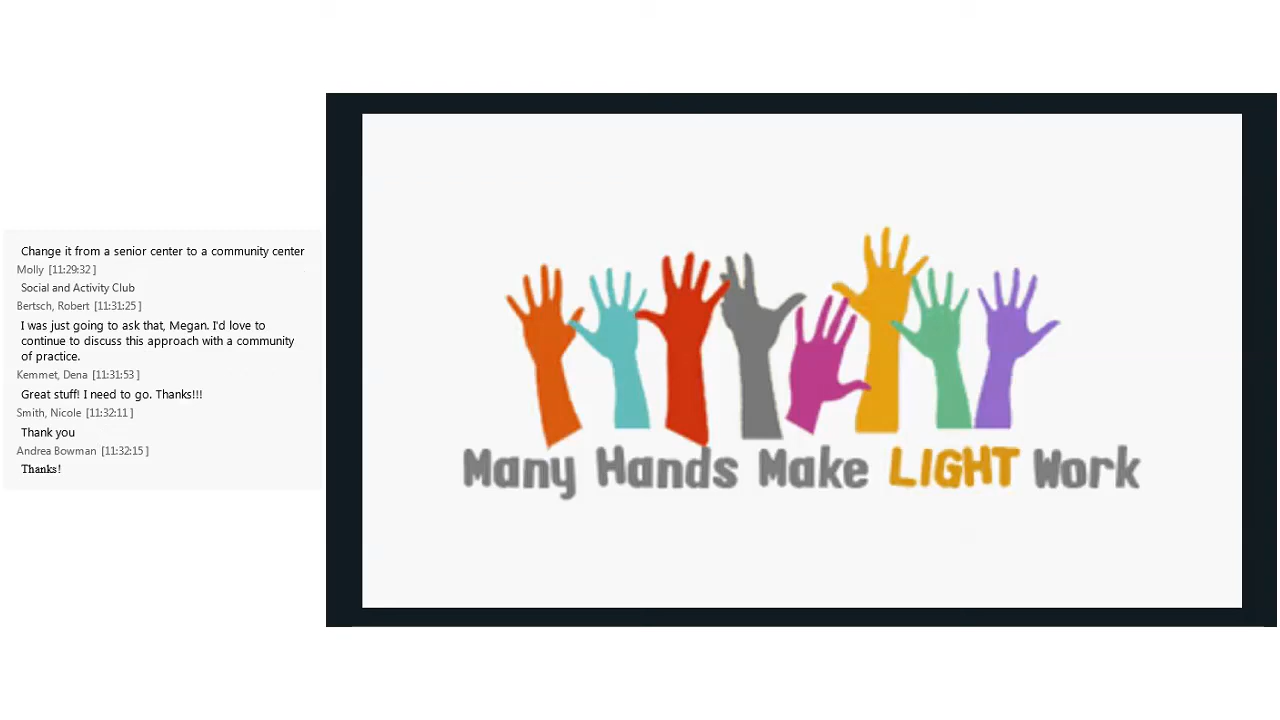 Change it from a senior center to a community center
Molly [11:29:32]
Social and Activity Club
Bertsch, Robert [11:31:25]
I was just going to ask that, Megan. I'd love to
continue to discuss this approach with a community
of practice.
Kemmet, Dena [11:31:53]
Great stuff! I need to go. Thanks!!!
Smith, Nicole [11:32:11]
Thank you
Andrea Bowman [11:32:15]
Thanks!
Many Hands Make LIGHT Work